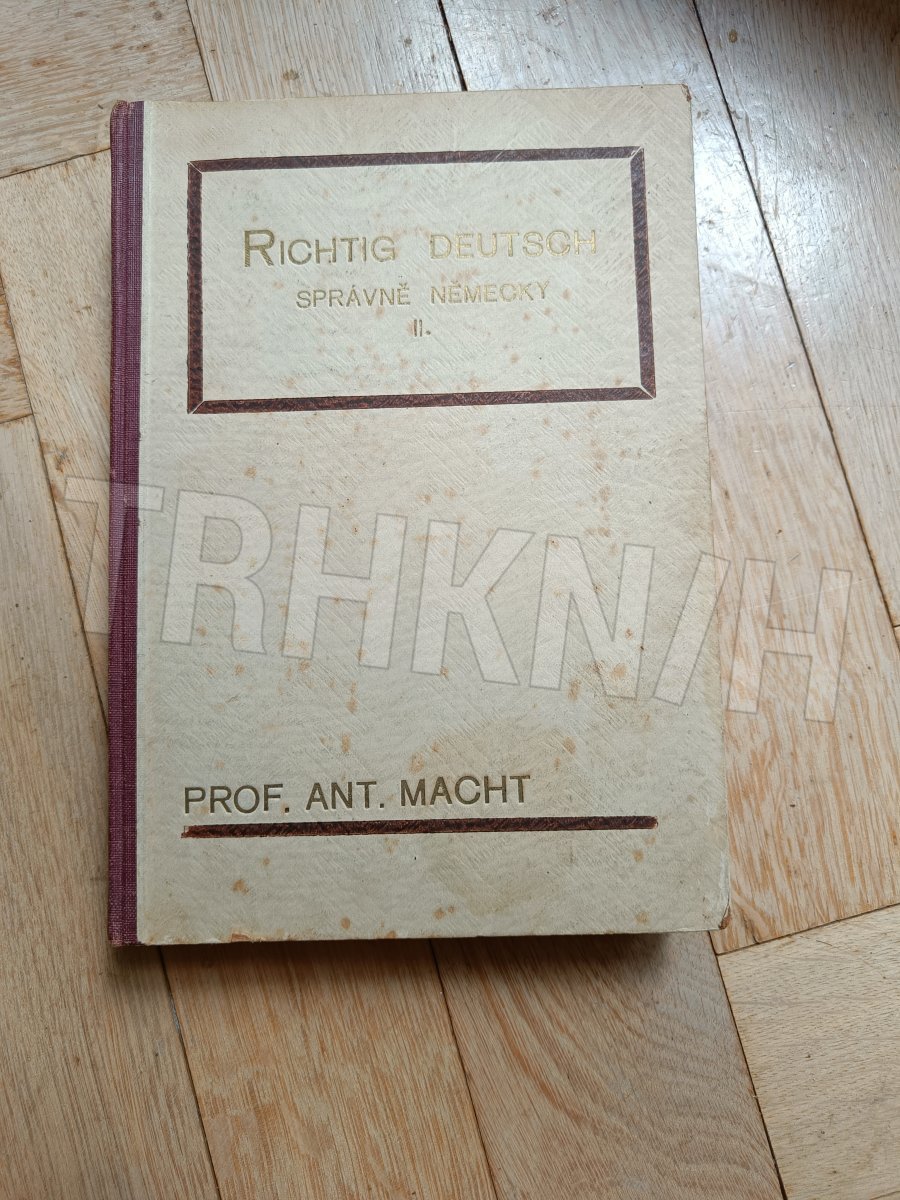 RICHTIG DEUTSCH
SPRÁVNĚ NĚMECKY
II.
TRHKNIH
PROF. ANT. MACHT